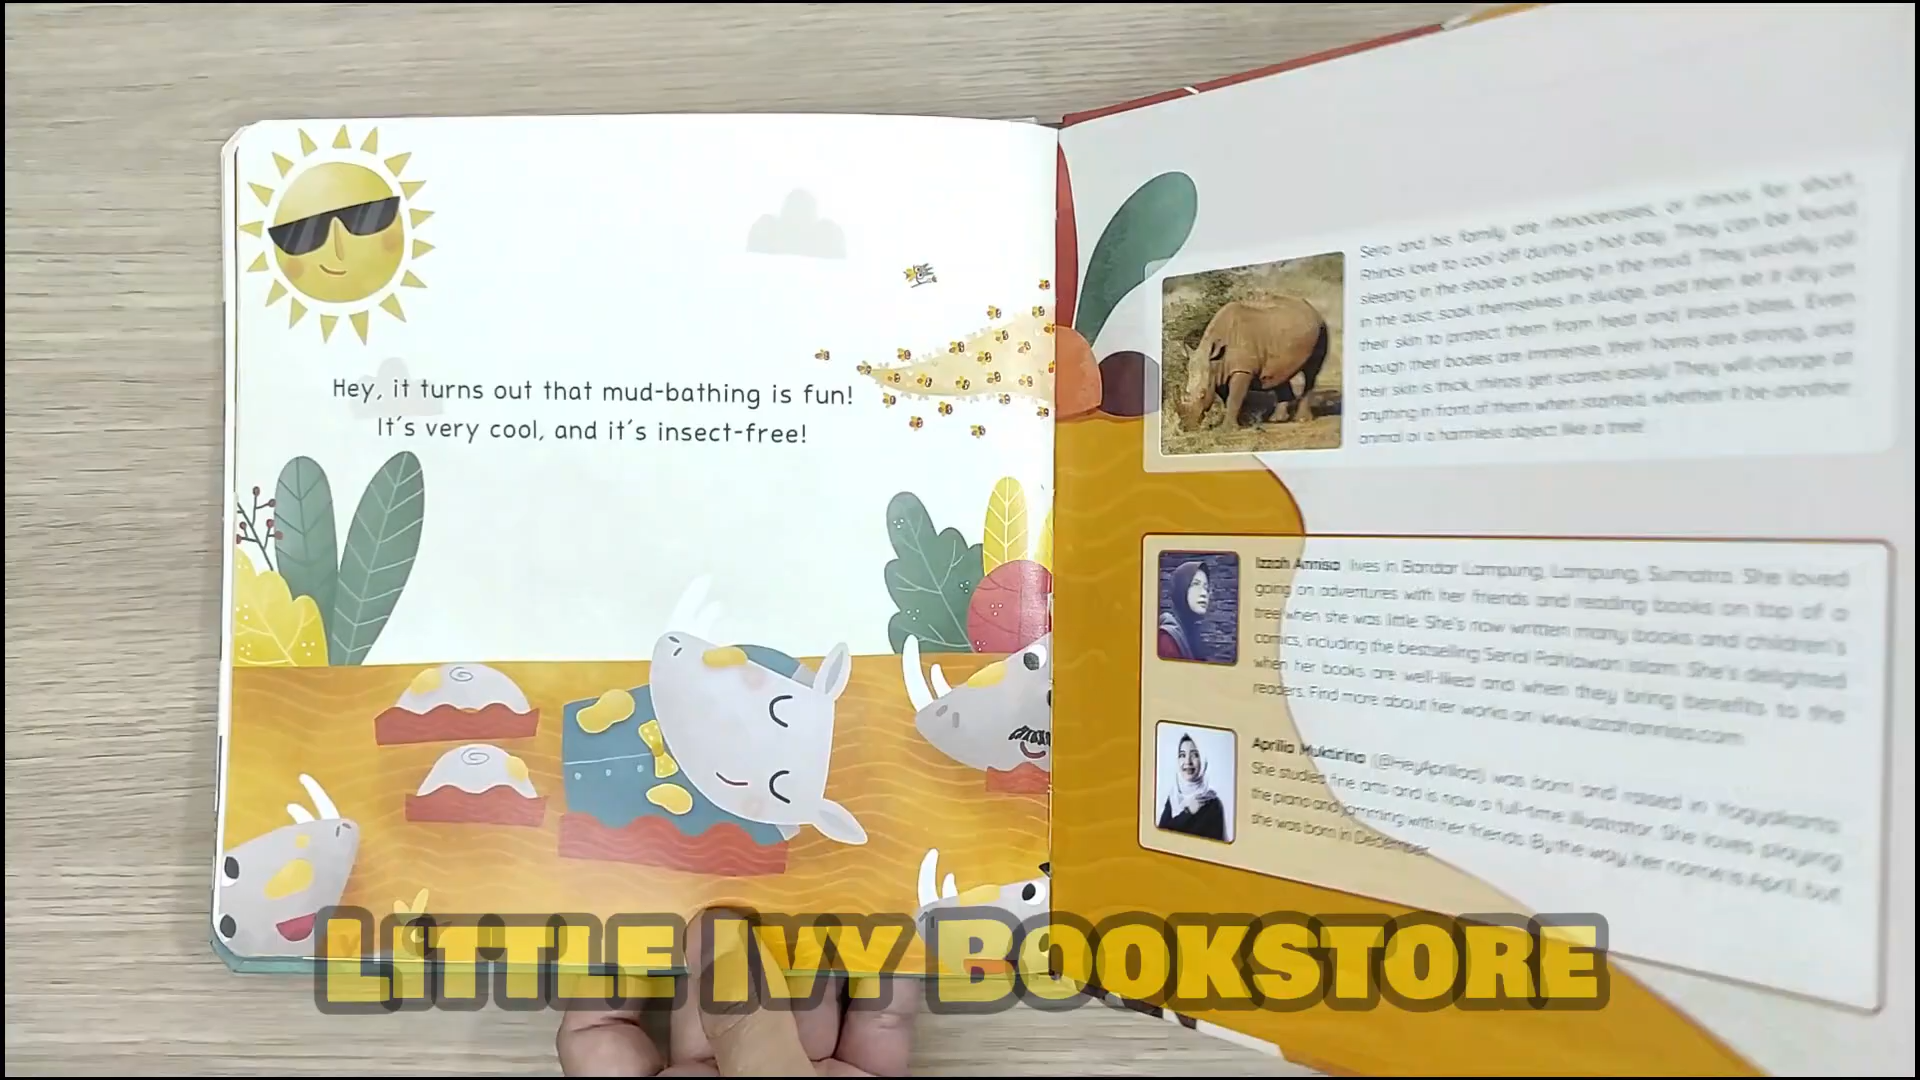 Hey, it turns out that mud-bathing is fun!
It's very cool, and it's insect-free!
Sero and his family are rhinoceroses, or rhinos for short.
Rhinos love to cool off during a hot day. They can be found
sleeping in the shade or bathing in the mud. They usually roll
in the dust, soak themselves in sludge, and then let it dry on
their skin to protect them from heat and insect bites. Even
though their bodies are immense, their horns are strong, and
their skin is thick, rhinos get scared easily! They will charge at
anything in front of them when startled, whether it be another
animal or a harmless object like a tree!
Izzah Annisa lives in Bandar Lampung, Lampung, Sumatra. She loved
going on adventures with her friends and reading books on top of a
tree when she was little. She's now written many books and children's
comics, including the bestselling Serial Pahlawan Islam. She's delighted
when her books are well-liked and when they bring benefits to the
readers. Find more about her works on www.izzahannisa.com.
Aprilia Muktirina (@HeyApriliaa) was born and raised in Yogyakarta.
She studies fine arts and is now a full-time illustrator. She loves playing
the piano and jamming with her friends. By the way, her name is April, but
she was born in December.
LITTLE IVY BOOKSTORE